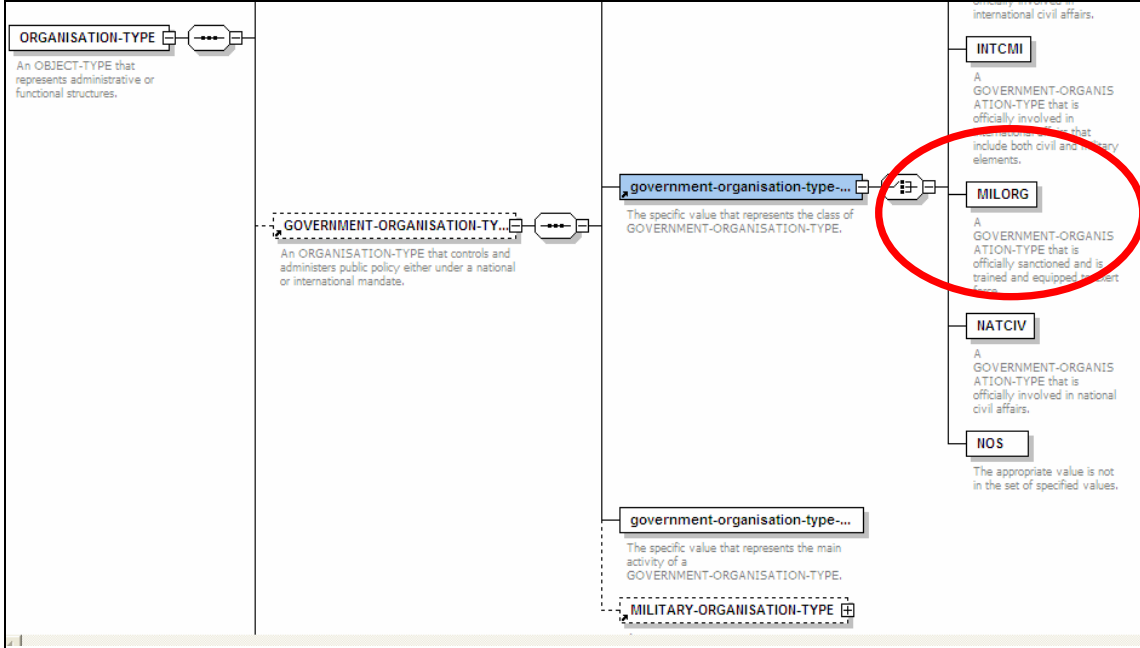 ORGANISATION-TYPE
An OBJECT-TYPE that
represents administrative or
functional structures.
GOVERNMENT-ORGANISATION-TY...
An ORGANISATION-TYPE that controls and
administers public policy either under a national
or international mandate.
government-organisation-type-...
The specific value that represents the class of
GOVERNMENT-ORGANISATION-TYPE.
officially involved in
international civil affairs.
INTCMI
A
GOVERNMENT-ORGANIS
ATION-TYPE that is
officially involved in
international affairs that
include both civil and military
elements.
MILORG
A
GOVERNMENT-ORGANIS
ATION-TYPE that is
officially sanctioned and is
trained and equipped to exert
force.
NATCIV
A
GOVERNMENT-ORGANIS
ATION-TYPE that is
officially involved in national
civil affairs.
NOS
The appropriate value is not
in the set of specified values.
government-organisation-type-...
The specific value that represents the main
activity of a
GOVERNMENT-ORGANISATION-TYPE.
MILITARY-ORGANISATION-TYPE